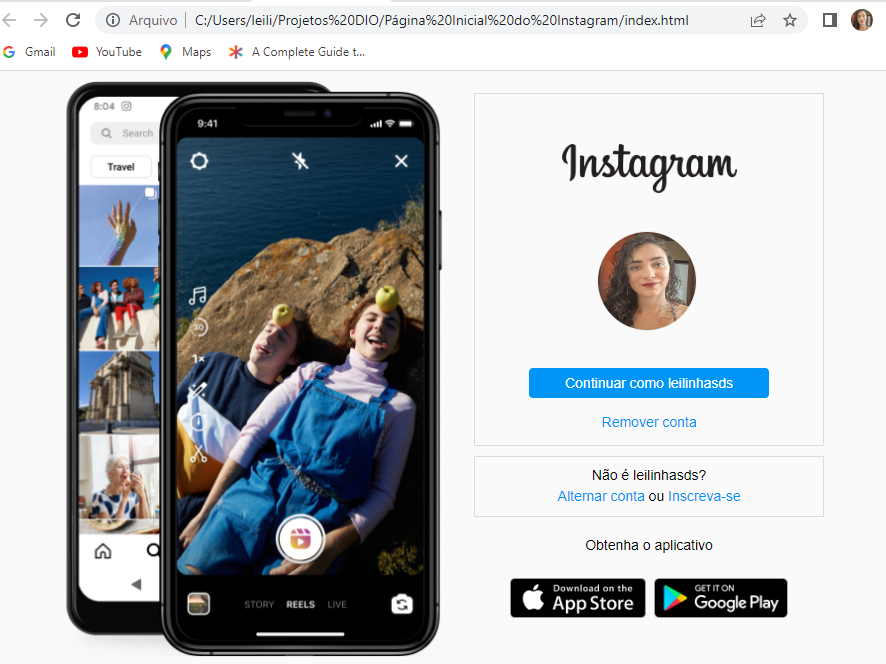 Arquivo C:/Users/leili/Projetos%20DIO/Página%20Inicial%20do%20Instagram/index.html
Gmail YouTube Maps A Complete Guide t...
8:04
Search
Travel
9:41
30
1x
STORY REELS LIVE
Instagram
Continuar como leilinhasds
Remover conta
Não é leilinhasds?
Alternar conta ou Inscreva-se
Obtenha o aplicativo
Download on the
App Store
GET IT ON
Google Play